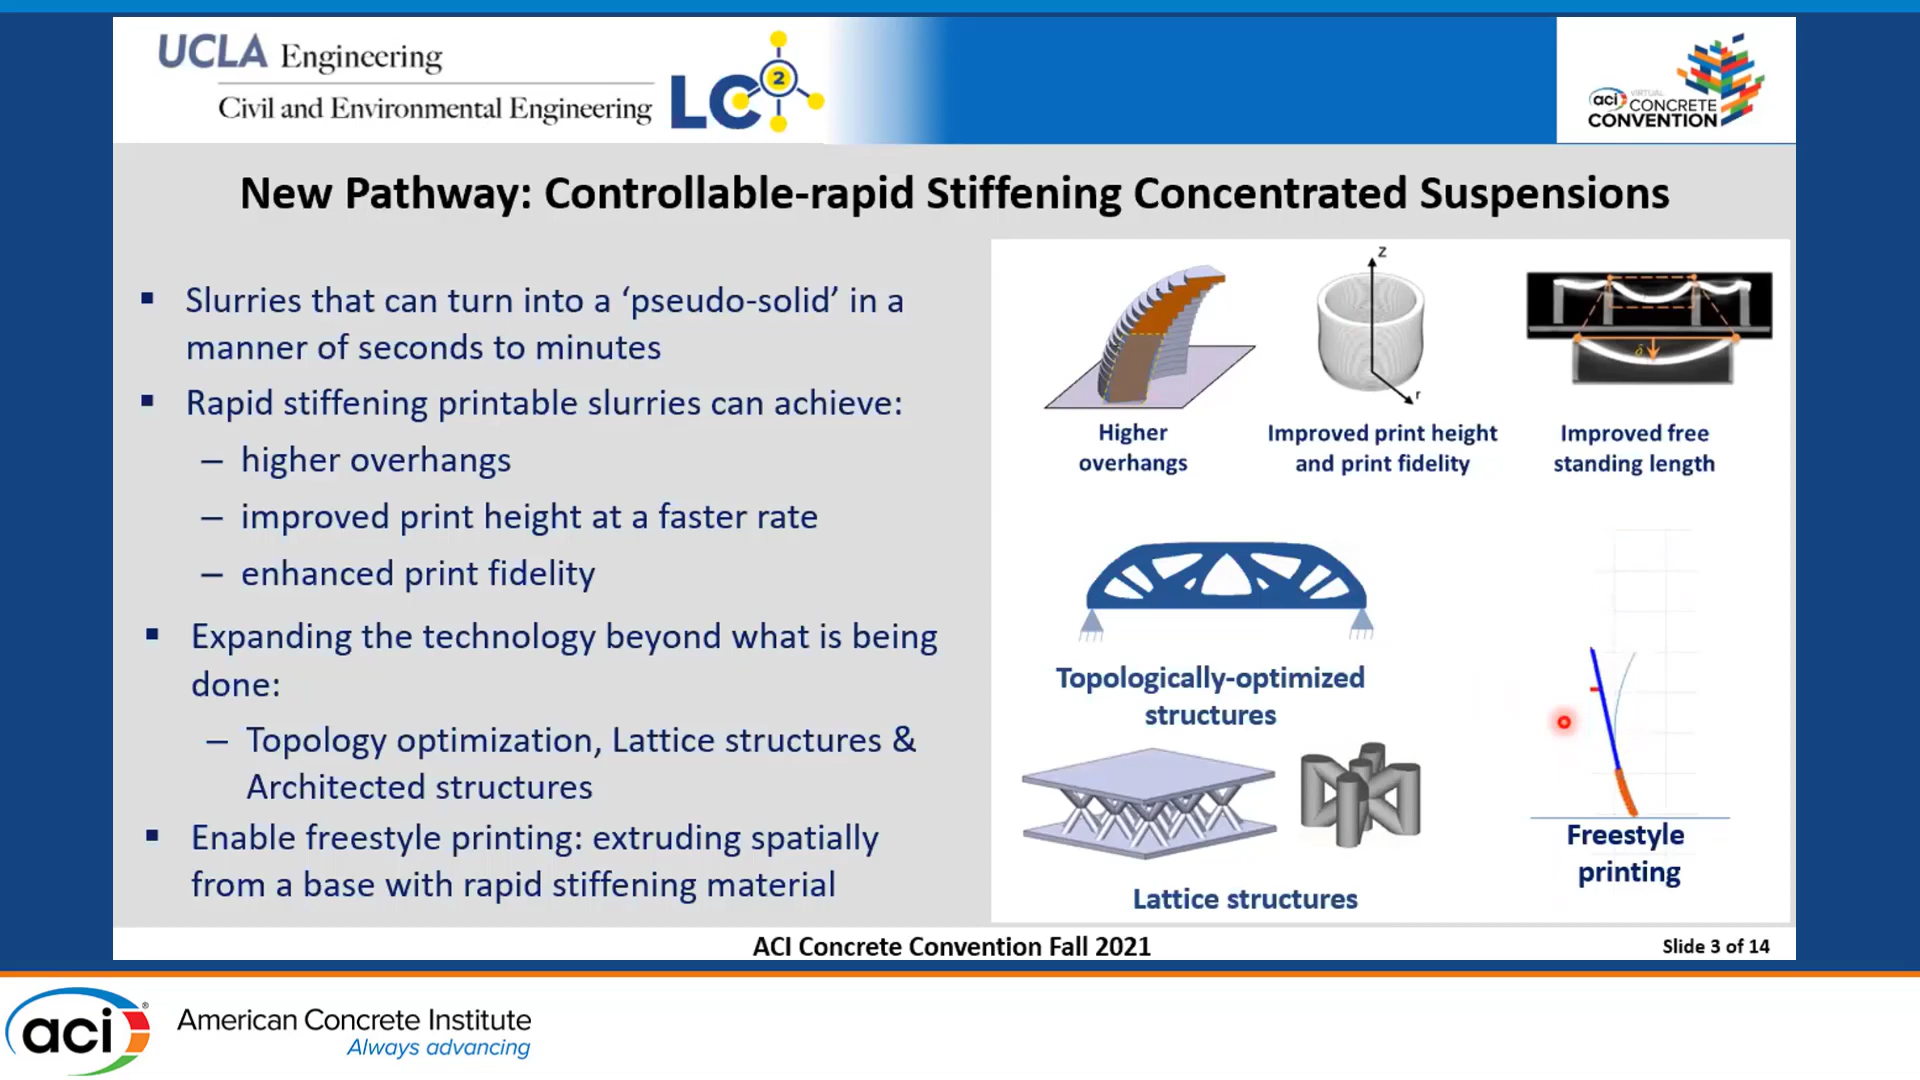 UCLA Engineering
Civil and Environmental Engineering
LC2
aci VIRTUAL
CONCRETE
CONVENTION
New Pathway: Controllable-rapid Stiffening Concentrated Suspensions
▪ Slurries that can turn into a ‘pseudo-solid’ in a
manner of seconds to minutes
▪ Rapid stiffening printable slurries can achieve:
– higher overhangs
– improved print height at a faster rate
– enhanced print fidelity
▪ Expanding the technology beyond what is being
done:
– Topology optimization, Lattice structures &
Architected structures
▪ Enable freestyle printing: extruding spatially
from a base with rapid stiffening material
z
r
δ
Higher
overhangs
Improved print height
and print fidelity
Improved free
standing length
Topologically-optimized
structures
Lattice structures
Freestyle
printing
ACI Concrete Convention Fall 2021
Slide 3 of 14
aci®
American Concrete Institute
Always advancing